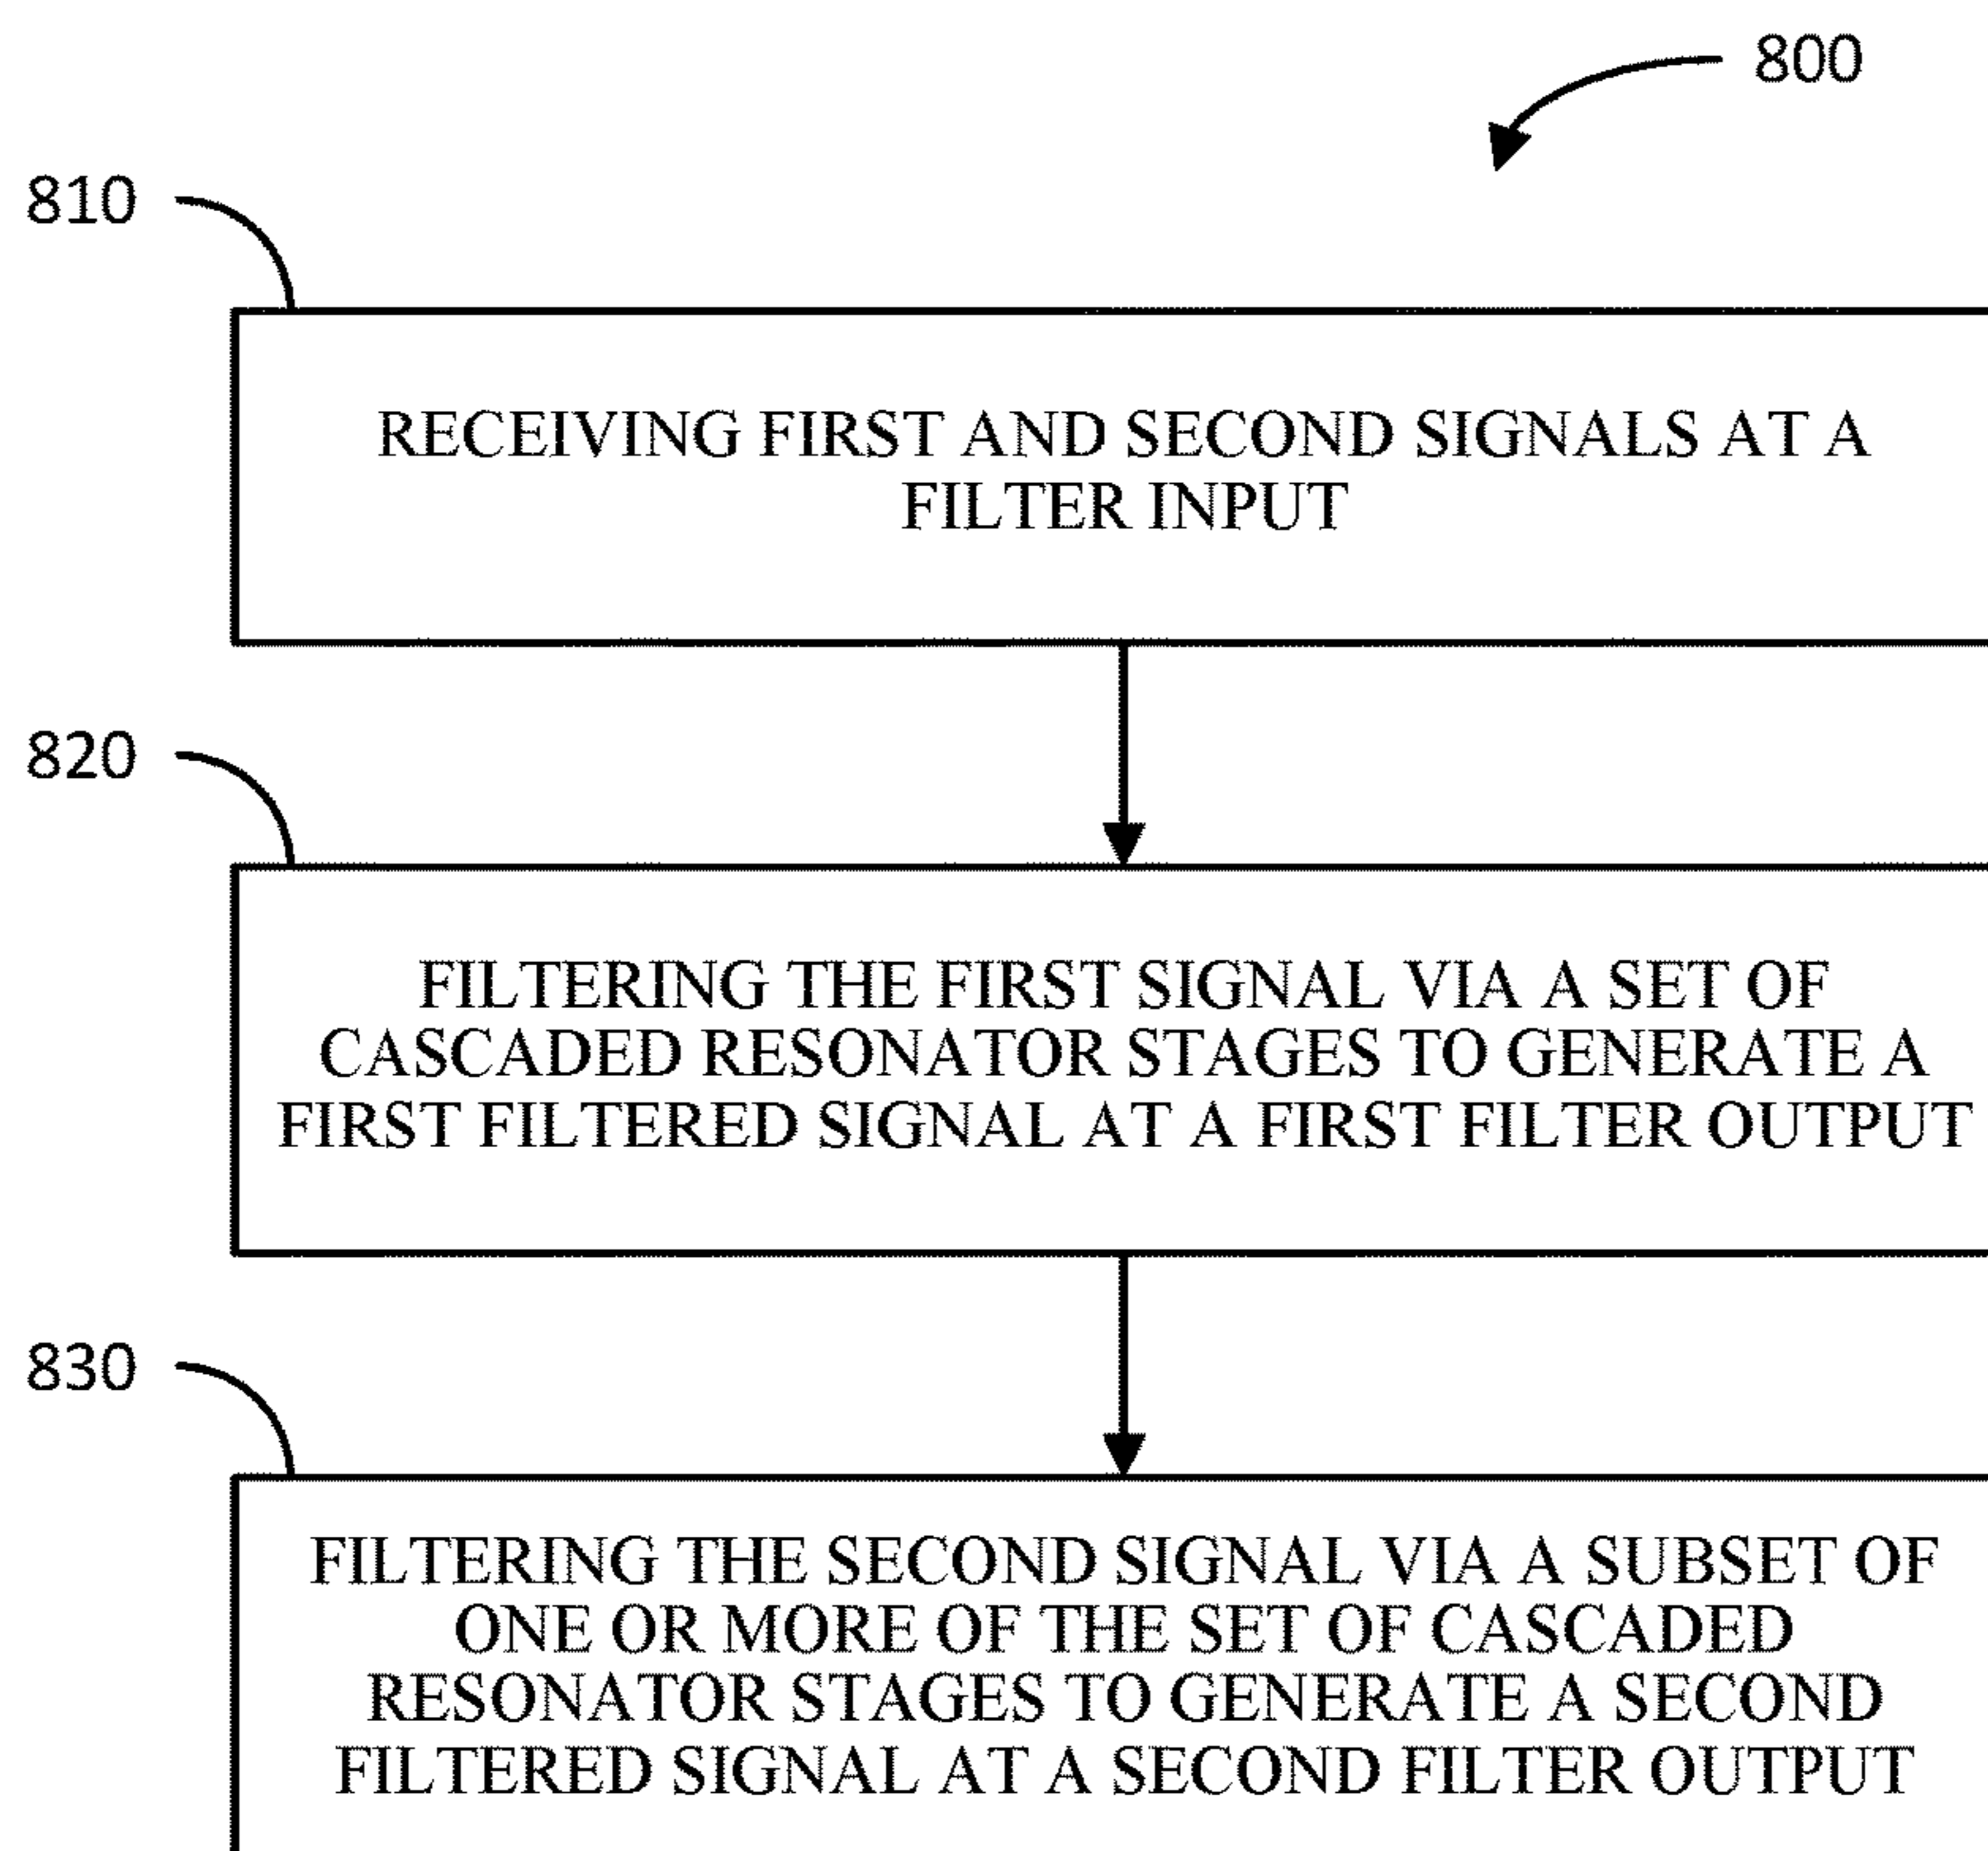 800
810
RECEIVING FIRST AND SECOND SIGNALS AT A
FILTER INPUT
820
FILTERING THE FIRST SIGNAL VIA A SET OF
CASCADED RESONATOR STAGES TO GENERATE A
FIRST FILTERED SIGNAL AT A FIRST FILTER OUTPUT
830
FILTERING THE SECOND SIGNAL VIA A SUBSET OF
ONE OR MORE OF THE SET OF CASCADED
RESONATOR STAGES TO GENERATE A SECOND
FILTERED SIGNAL AT A SECOND FILTER OUTPUT